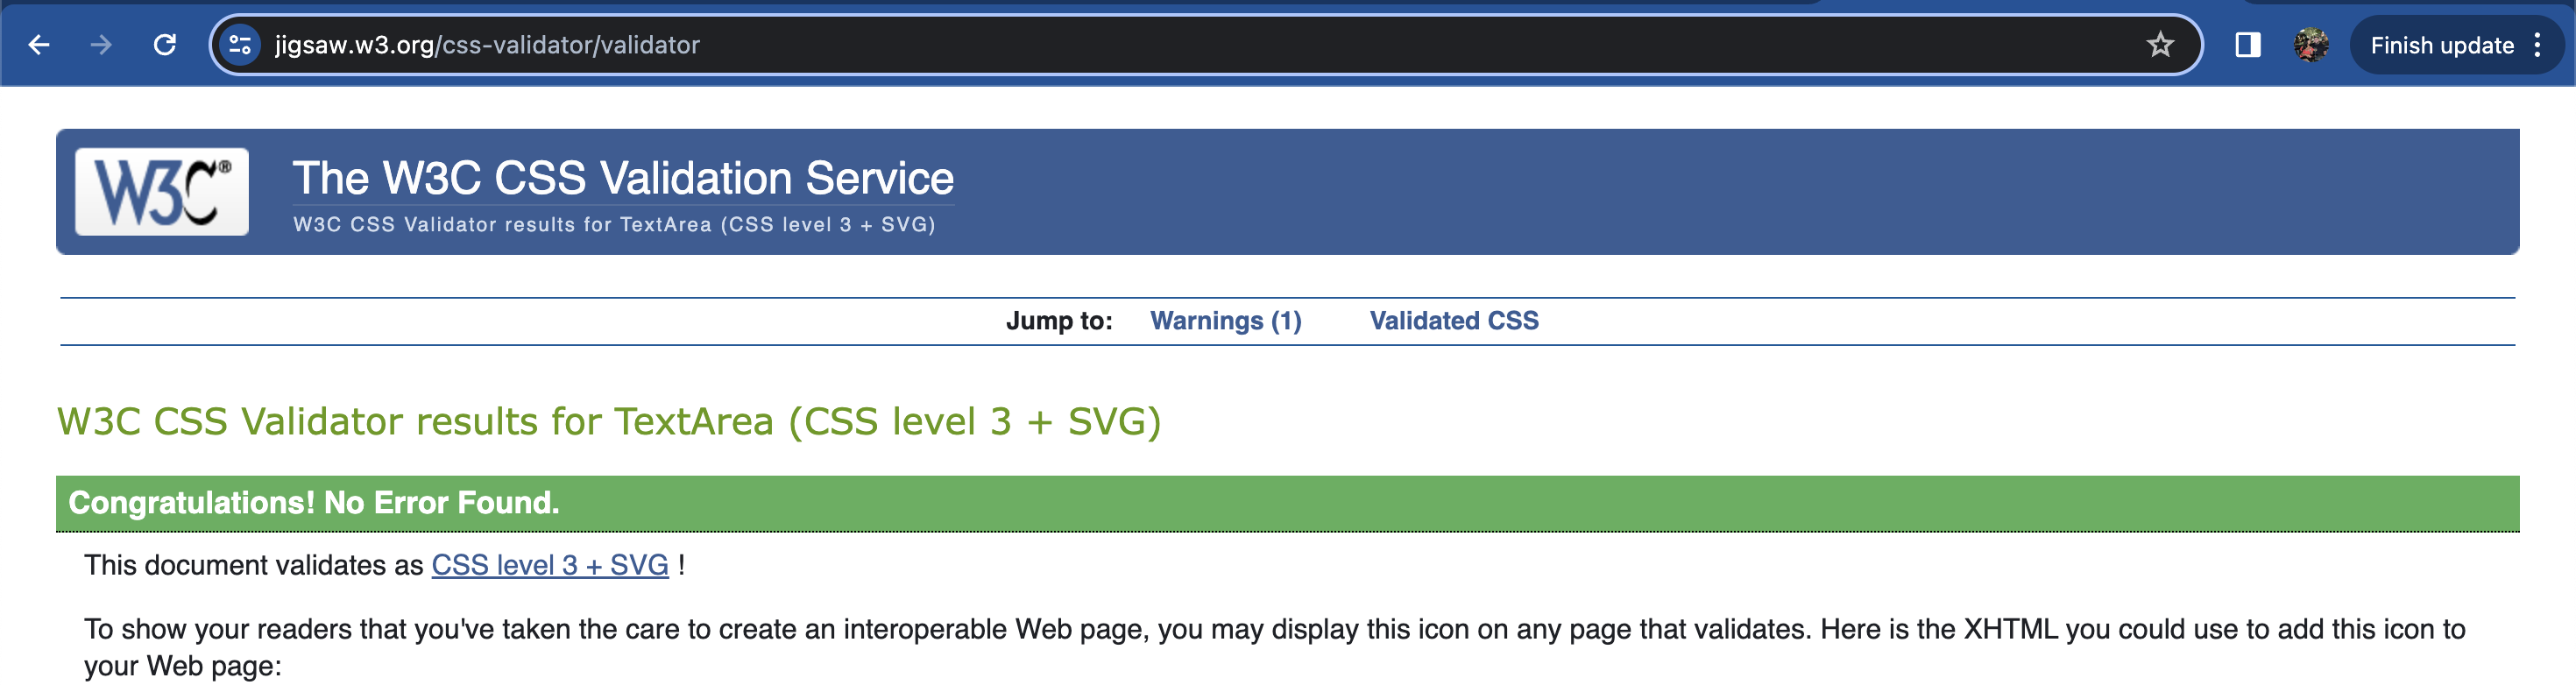 jigsaw.w3.org/css-validator/validator
Finish update
W3C®
The W3C CSS Validation Service
W3C CSS Validator results for TextArea (CSS level 3 + SVG)
Jump to: Warnings (1) Validated CSS
W3C CSS Validator results for TextArea (CSS level 3 + SVG)
Congratulations! No Error Found.
This document validates as CSS level 3 + SVG !
To show your readers that you've taken the care to create an interoperable Web page, you may display this icon on any page that validates. Here is the XHTML you could use to add this icon to
your Web page: